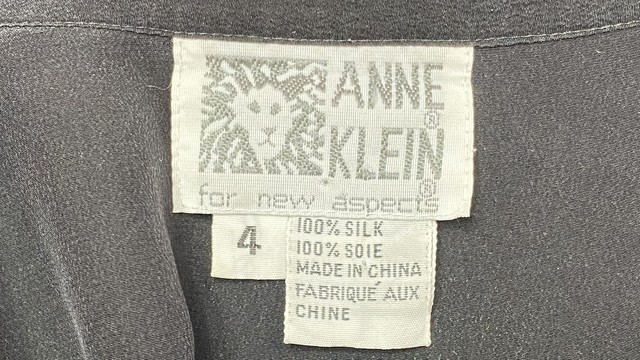 ANNE
KLEIN
for new aspects
4
100% SILK
100% SOIE
MADE IN CHINA
FABRIQUÉ AUX
CHINE